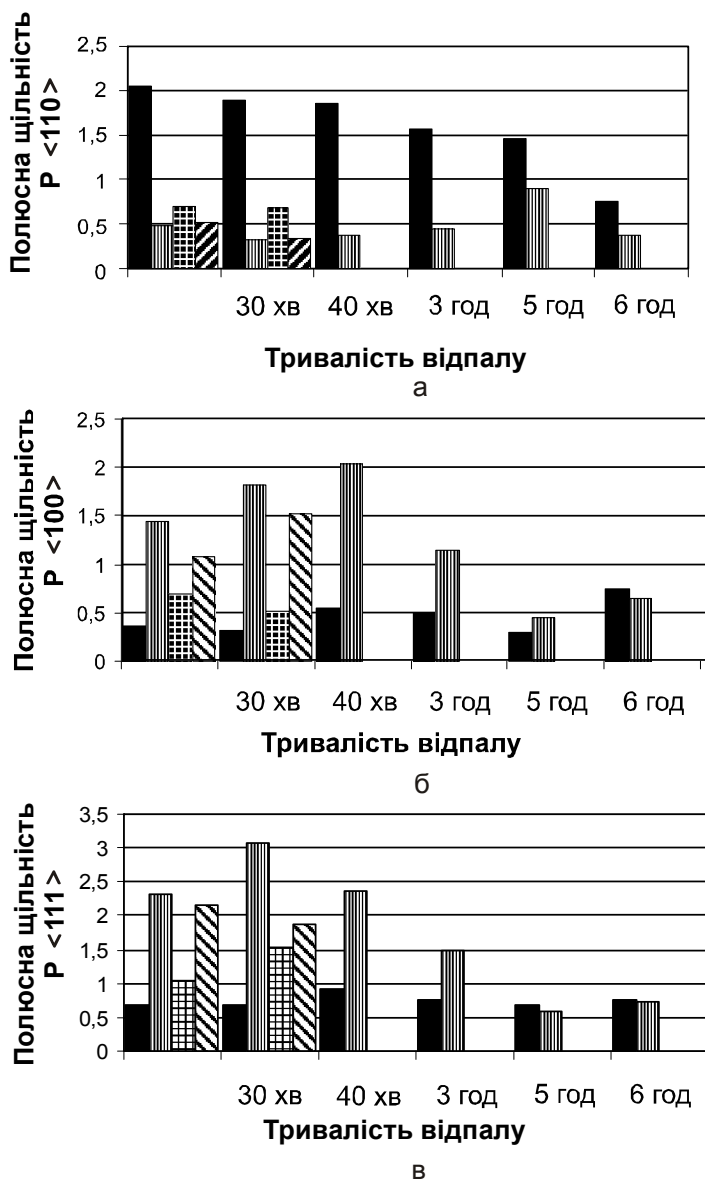 Полюсна щільність
P <110>
2,5
2
1,5
1
0,5
0
30 хв 40 хв 3 год 5 год 6 год
Тривалість відпалу
а
Полюсна щільність
P <100>
2,5
2
1,5
1
0,5
0
30 хв 40 хв 3 год 5 год 6 год
Тривалість відпалу
б
Полюсна щільність
P <111>
3,5
3
2,5
2
1,5
1
0,5
0
30 хв 40 хв 3 год 5 год 6 год
Тривалість відпалу
в